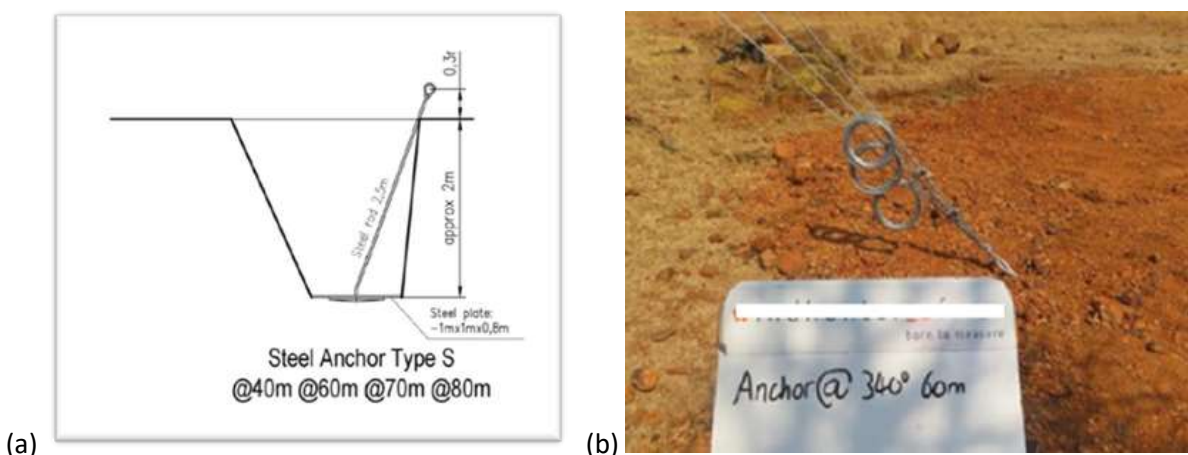 0,3m
Steel rod 2,5m
approx 2m
Steel plate:
-1mx1mx0,8m
Steel Anchor Type S
@40m @60m @70m @80m
(a)
(b)
born to measure
Anchor@ 340° 60m